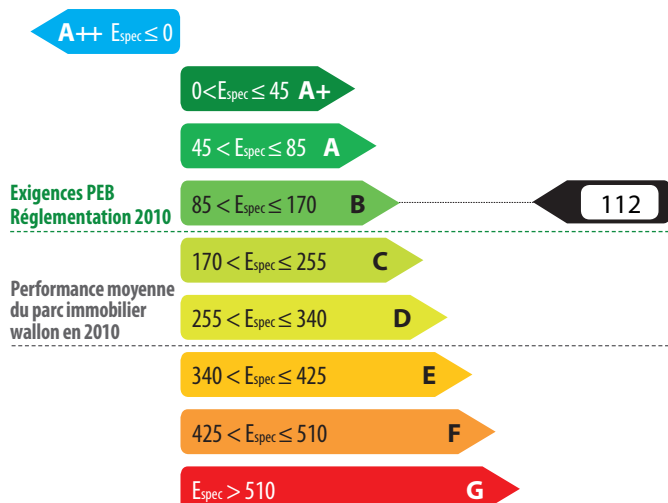 A++ Espec ≤ 0
0<Espec ≤ 45 A+
45 < Espec ≤ 85 A
Exigences PEB
Réglementation 2010
85 < Espec ≤ 170 B
112
170 < Espec ≤ 255 C
Performance moyenne
du parc immobilier
wallon en 2010
255 < Espec ≤ 340 D
340 < Espec ≤ 425 E
425 < Espec ≤ 510 F
Espec > 510 G